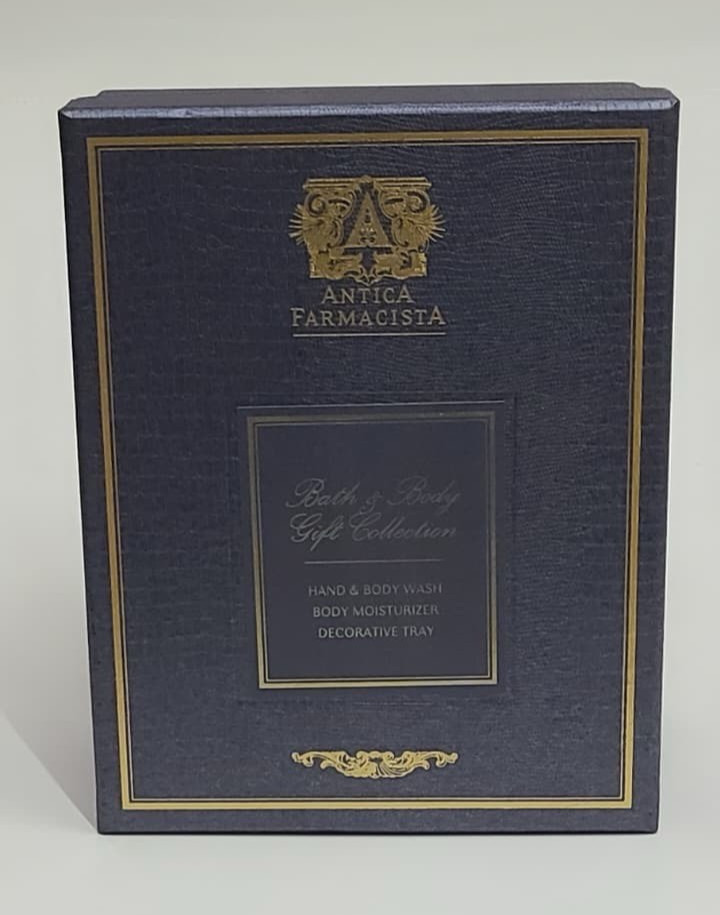 A
ANTICA
FARMACISTA
Bath & Body
Gift Collection
HAND & BODY WASH
BODY MOISTURIZER
DECORATIVE TRAY